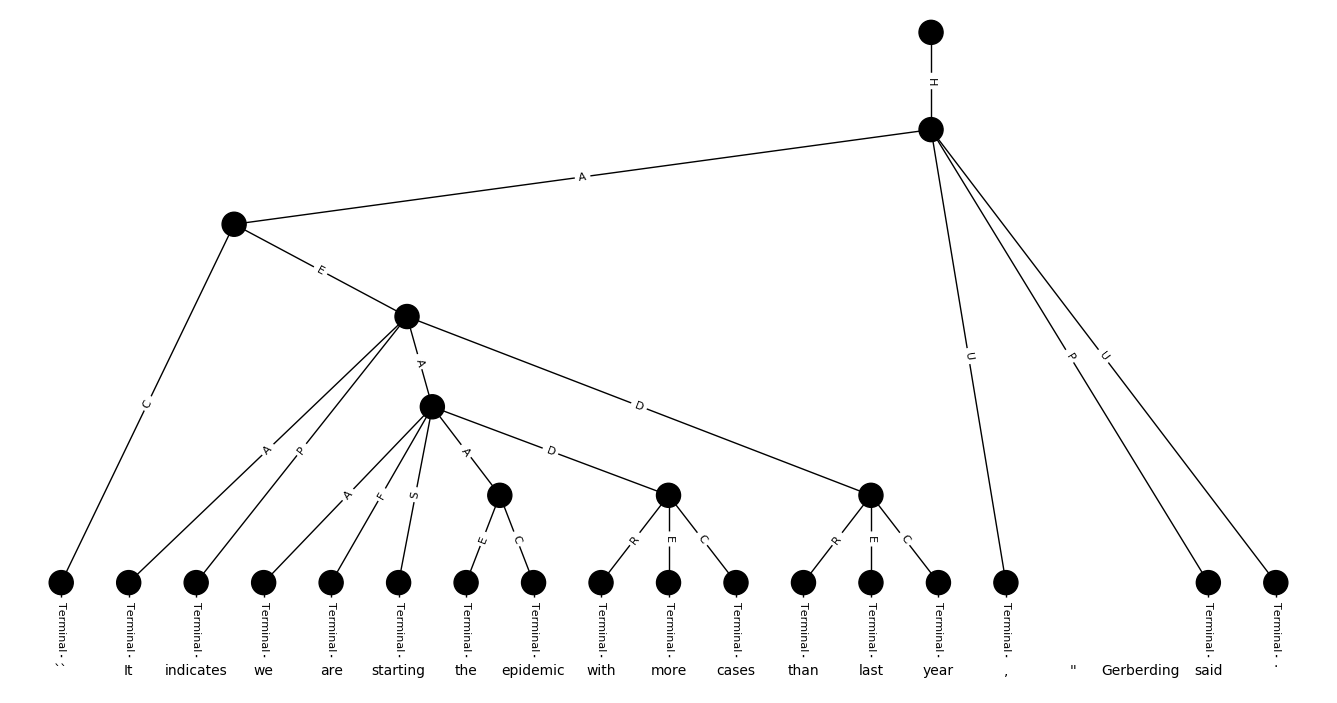 H
A
E
C
A
D
U
P
U
A
P
A
F
S
A
D
E
C
R
E
C
R
E
C
Terminal Terminal Terminal Terminal Terminal Terminal Terminal Terminal Terminal Terminal Terminal Terminal Terminal Terminal Terminal Terminal Terminal
`` It indicates we are starting the epidemic with more cases than last year , " Gerberding said .